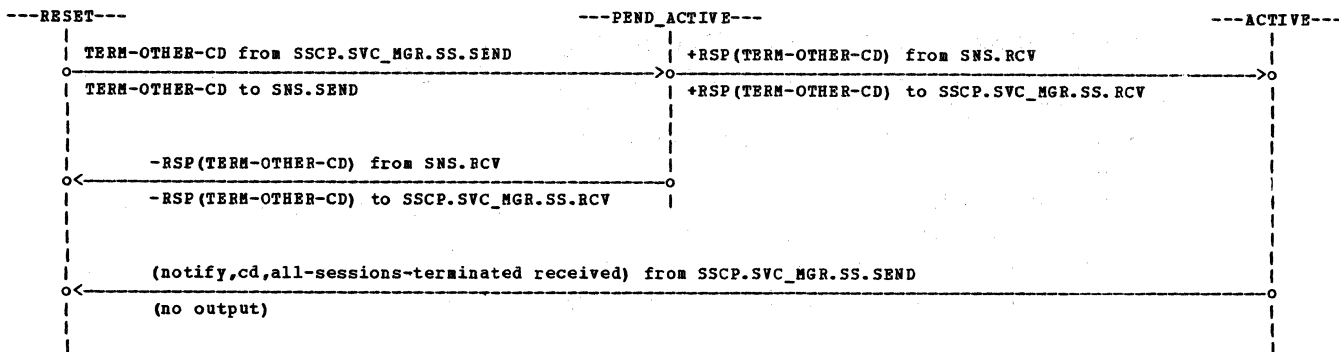 ---RESET--- ---PEND_ACTIVE--- ---ACTIVE---
TERM-OTHER-CD from SSCP.SVC_MGR.SS.SEND +RSP(TERM-OTHER-CD) from SNS.RCV
TERM-OTHER-CD to SNS.SEND +RSP(TERM-OTHER-CD) to SSCP.SVC_MGR.SS.RCV
-RSP(TERM-OTHER-CD) from SNS.RCV
-RSP(TERM-OTHER-CD) to SSCP.SVC_MGR.SS.RCV
(notify,cd,all-sessions-terminated received) from SSCP.SVC_MGR.SS.SEND
(no output)